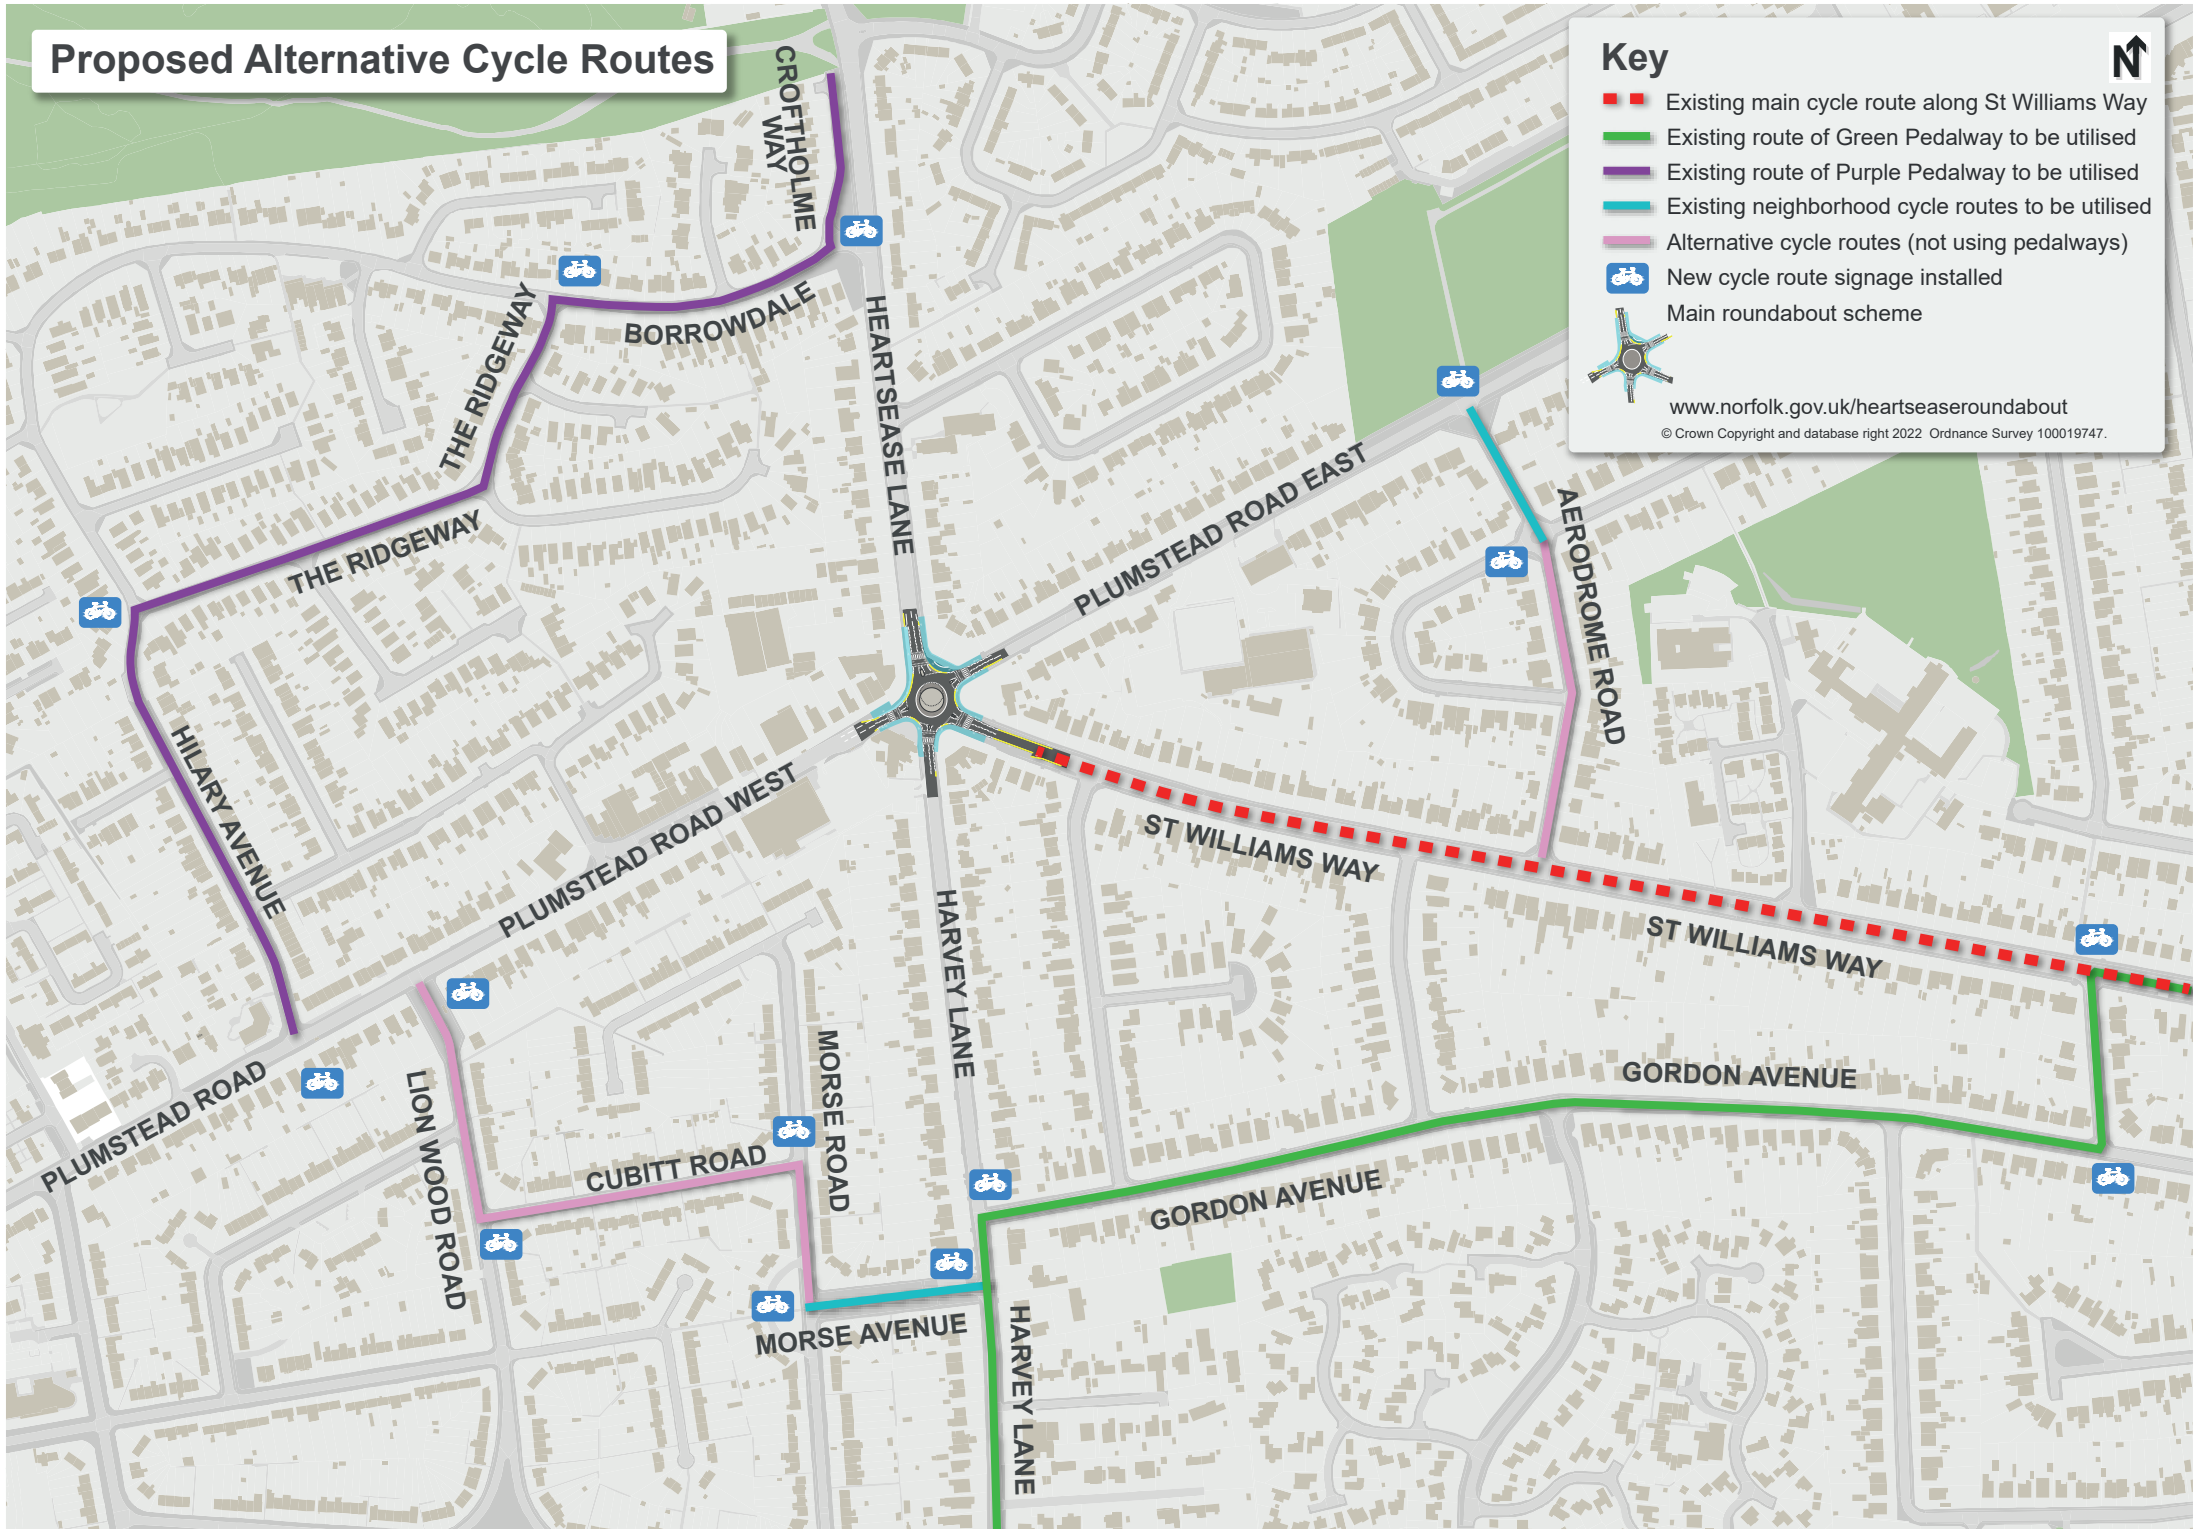 Proposed Alternative Cycle Routes
Key
N
Existing main cycle route along St Williams Way
Existing route of Green Pedalway to be utilised
Existing route of Purple Pedalway to be utilised
Existing neighborhood cycle routes to be utilised
Alternative cycle routes (not using pedalways)
New cycle route signage installed
Main roundabout scheme
www.norfolk.gov.uk/heartseaseroundabout
© Crown Copyright and database right 2022 Ordnance Survey 100019747.
CROFTHOLME
WAY
BORROWDALE
THE RIDGEWAY
THE RIDGEWAY
HEARTSEASE LANE
PLUMSTEAD ROAD EAST
AERODROME ROAD
HILARY AVENUE
PLUMSTEAD ROAD WEST
ST WILLIAMS WAY
ST WILLIAMS WAY
HARVEY LANE
PLUMSTEAD ROAD
LION WOOD ROAD
CUBITT ROAD
MORSE ROAD
GORDON AVENUE
GORDON AVENUE
MORSE AVENUE
HARVEY LANE